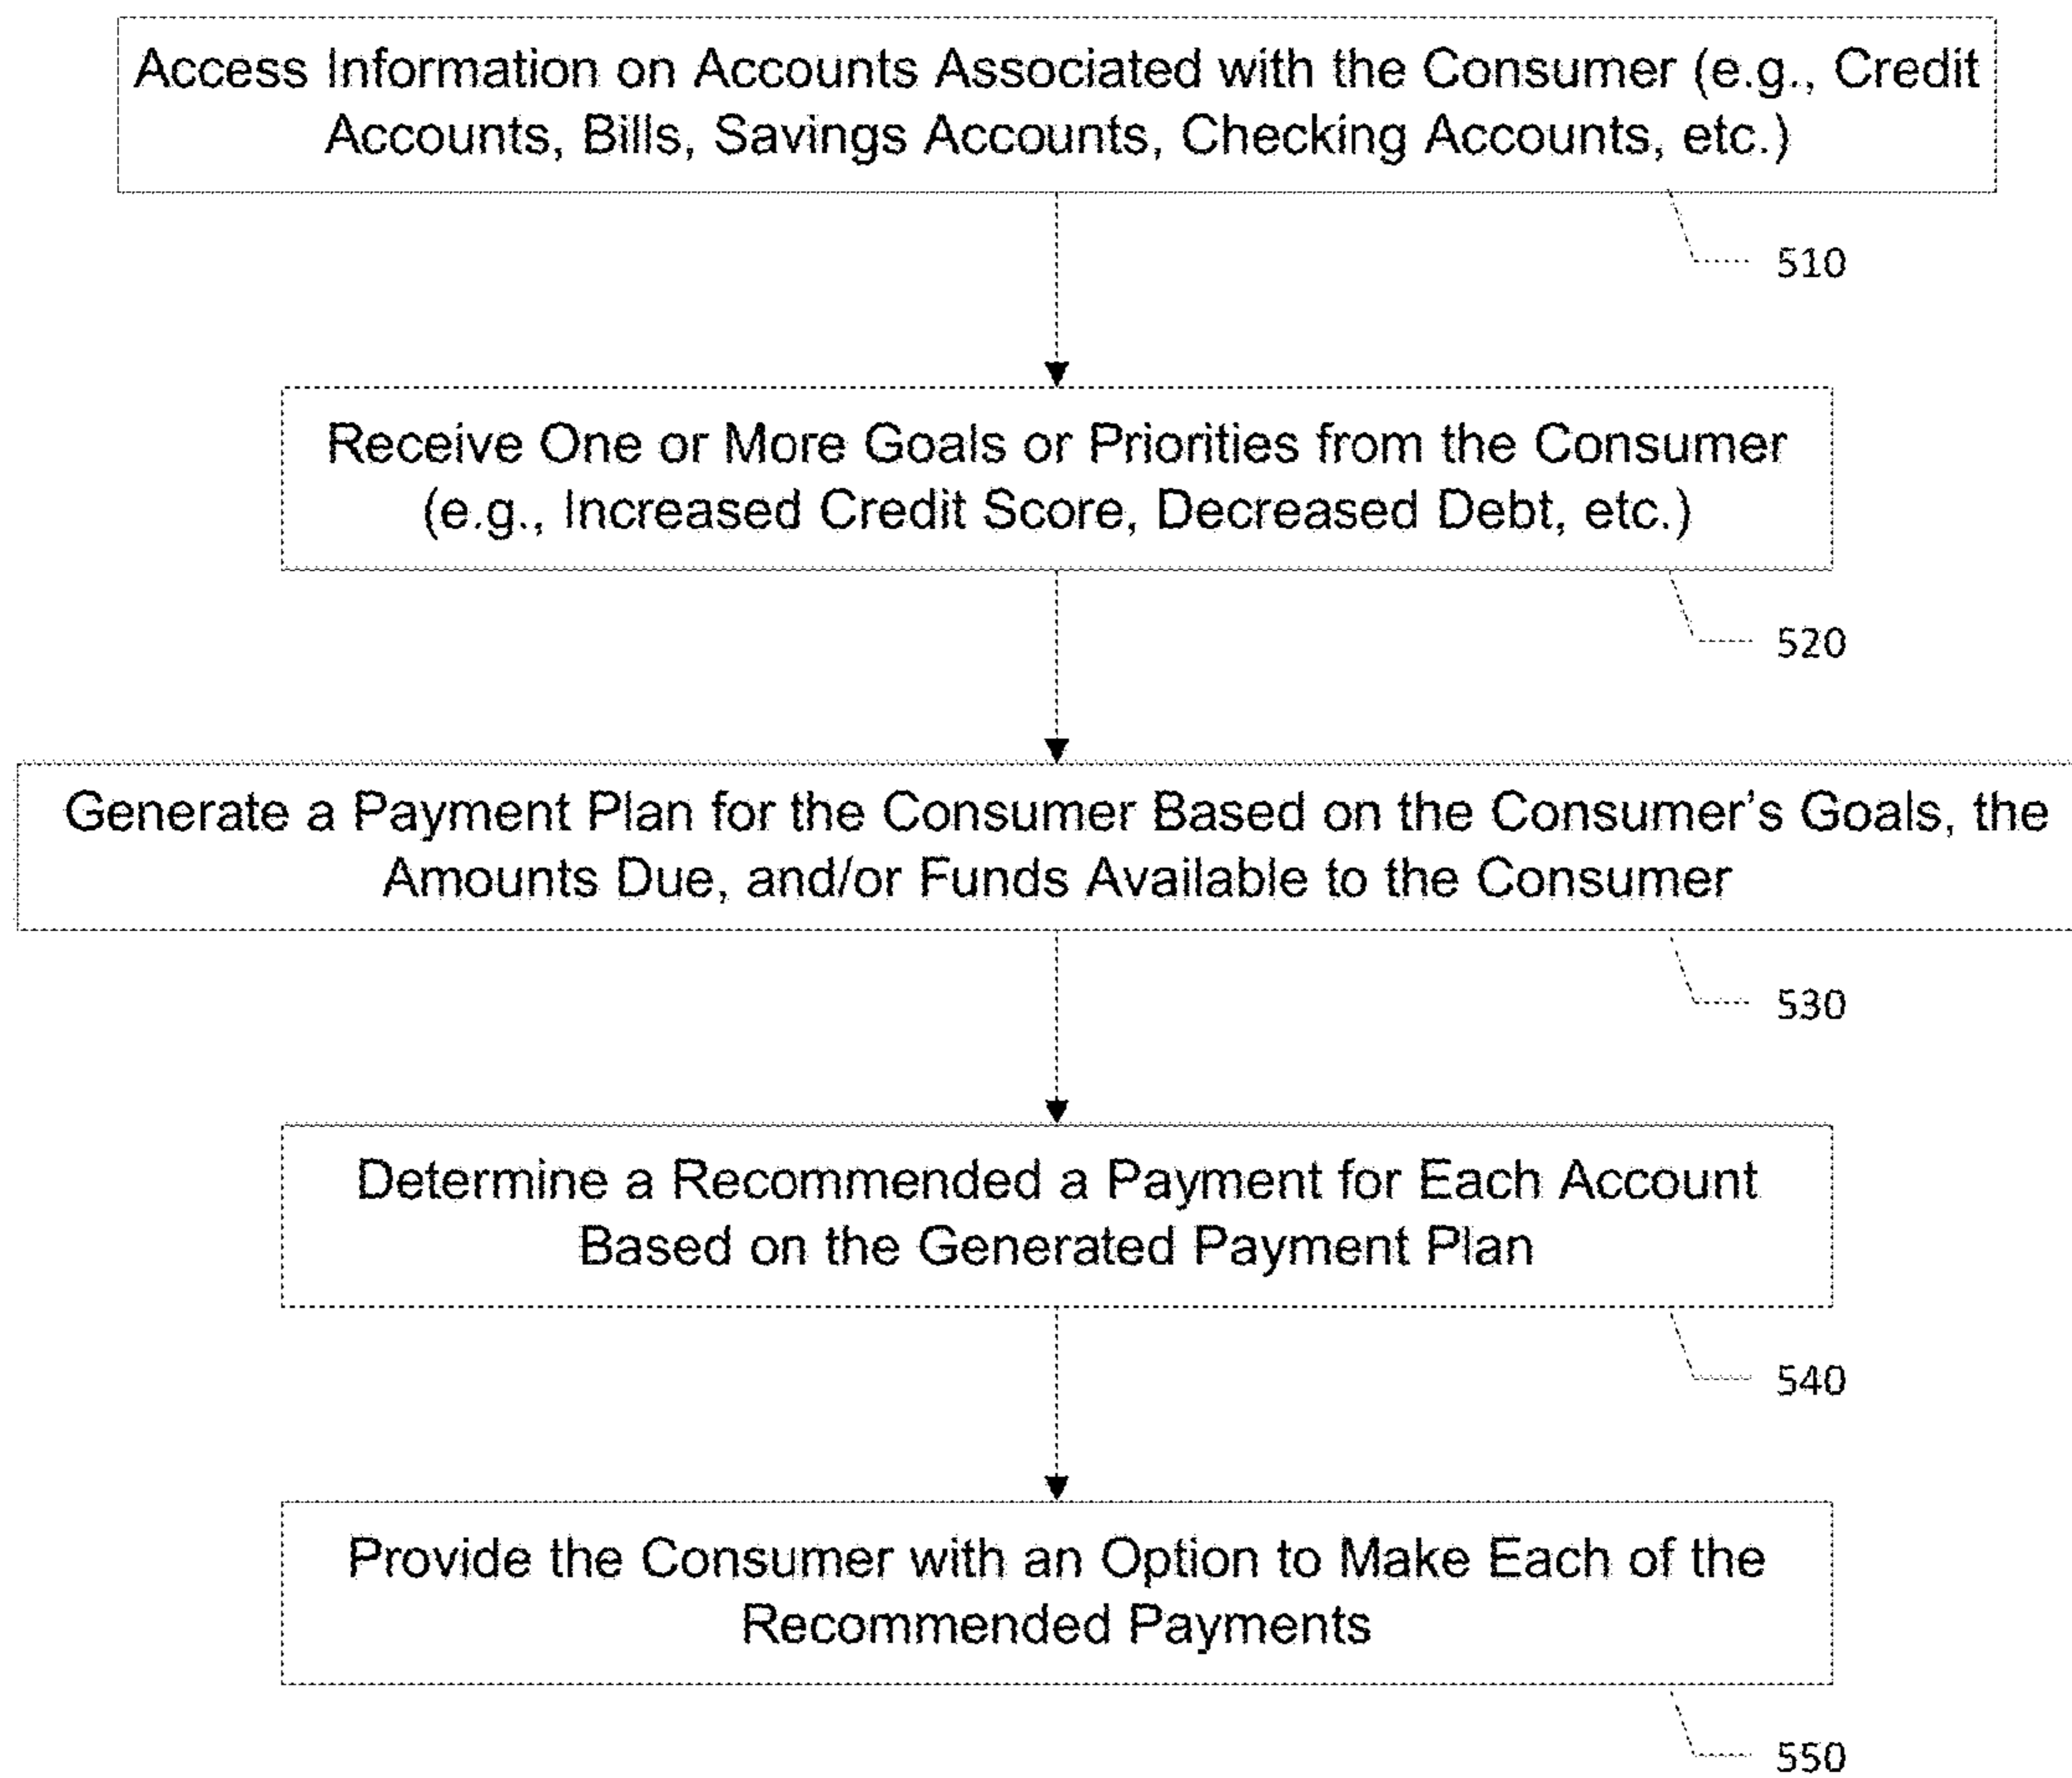 Access Information on Accounts Associated with the Consumer (e.g., Credit
Accounts, Bills, Savings Accounts, Checking Accounts, etc.)
510
Receive One or More Goals or Priorities from the Consumer
(e.g., Increased Credit Score, Decreased Debt, etc.)
520
Generate a Payment Plan for the Consumer Based on the Consumer’s Goals, the
Amounts Due, and/or Funds Available to the Consumer
530
Determine a Recommended a Payment for Each Account
Based on the Generated Payment Plan
540
Provide the Consumer with an Option to Make Each of the
Recommended Payments
550